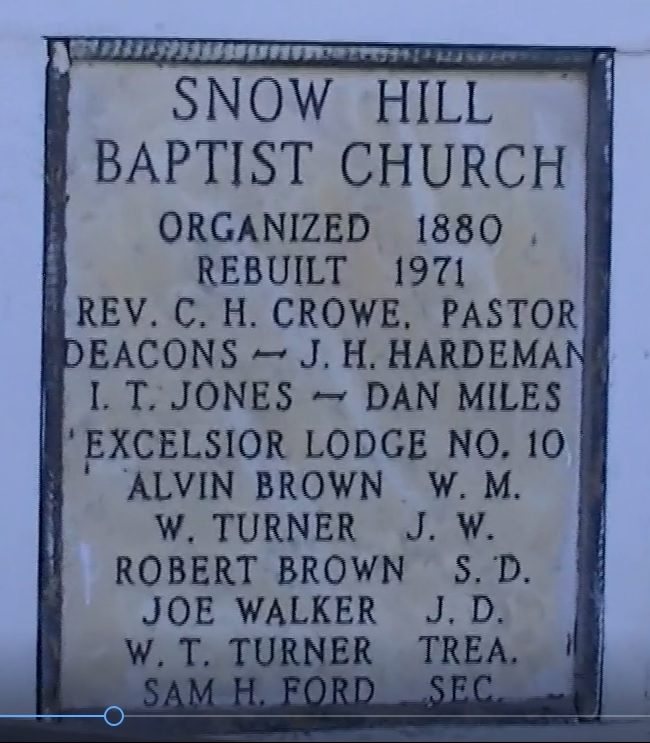 SNOW HILL
BAPTIST CHURCH
ORGANIZED 1880
REBUILT 1971
REV. C. H. CROWE, PASTOR
DEACONS — J. H. HARDEMAN
I. T. JONES — DAN MILES
EXCELSIOR LODGE NO. 10
ALVIN BROWN W. M.
W. TURNER J. W.
ROBERT BROWN S. D.
JOE WALKER J. D.
W. T. TURNER TREA.
SAM H. FORD SEC.